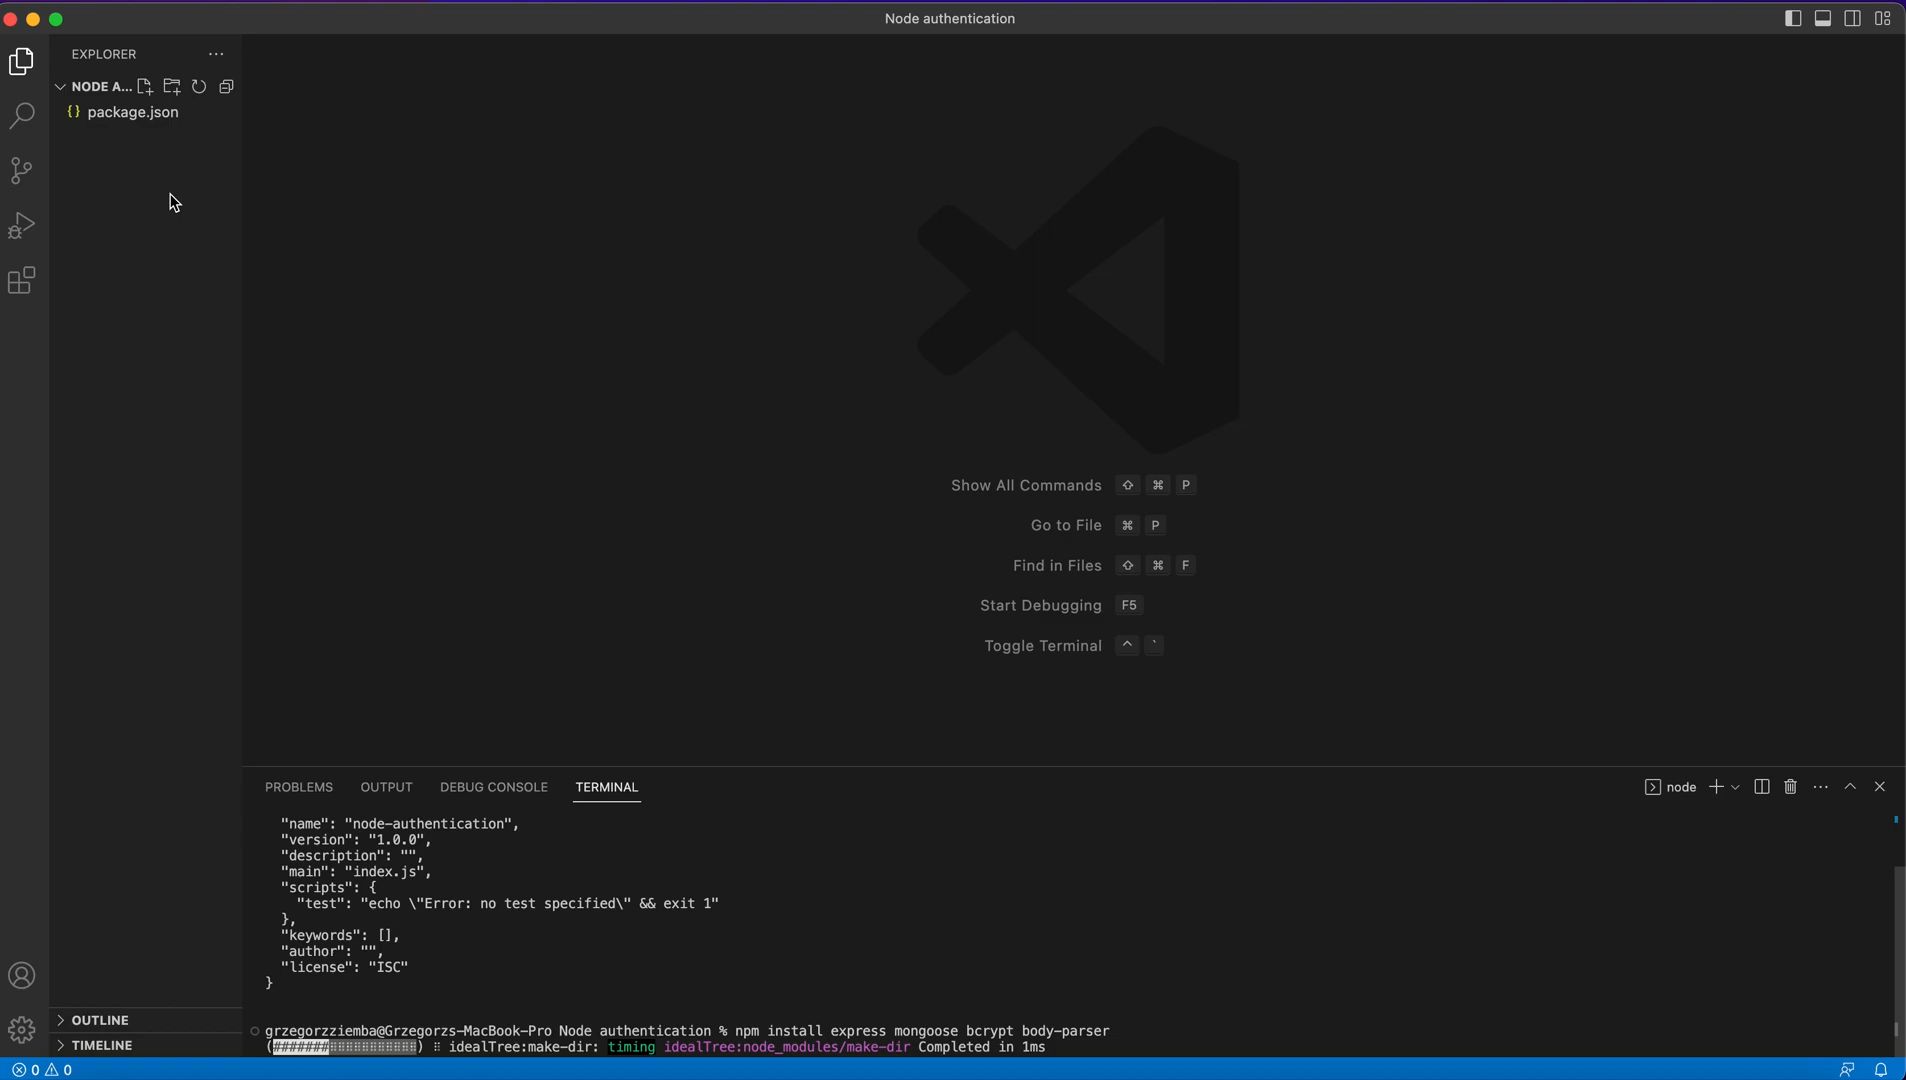 Node authentication
EXPLORER
NODE A...
{} package.json
Show All Commands ⇧ ⌘ P
Go to File ⌘ P
Find in Files ⇧ ⌘ F
Start Debugging F5
Toggle Terminal ^ `
PROBLEMS OUTPUT DEBUG CONSOLE TERMINAL
node
"name": "node-authentication",
"version": "1.0.0",
"description": "",
"main": "index.js",
"scripts": {
"test": "echo \"Error: no test specified\" && exit 1"
},
"keywords": [],
"author": "",
"license": "ISC"
}
grzegorzziemba@Grzegorzs-MacBook-Pro Node authentication % npm install express mongoose bcrypt body-parser
(#######⠂⠂⠂⠂⠂⠂⠂⠂⠂⠂⠂) ⠸ idealTree:make-dir: timing idealTree:node_modules/make-dir Completed in 1ms
OUTLINE
TIMELINE
0 0